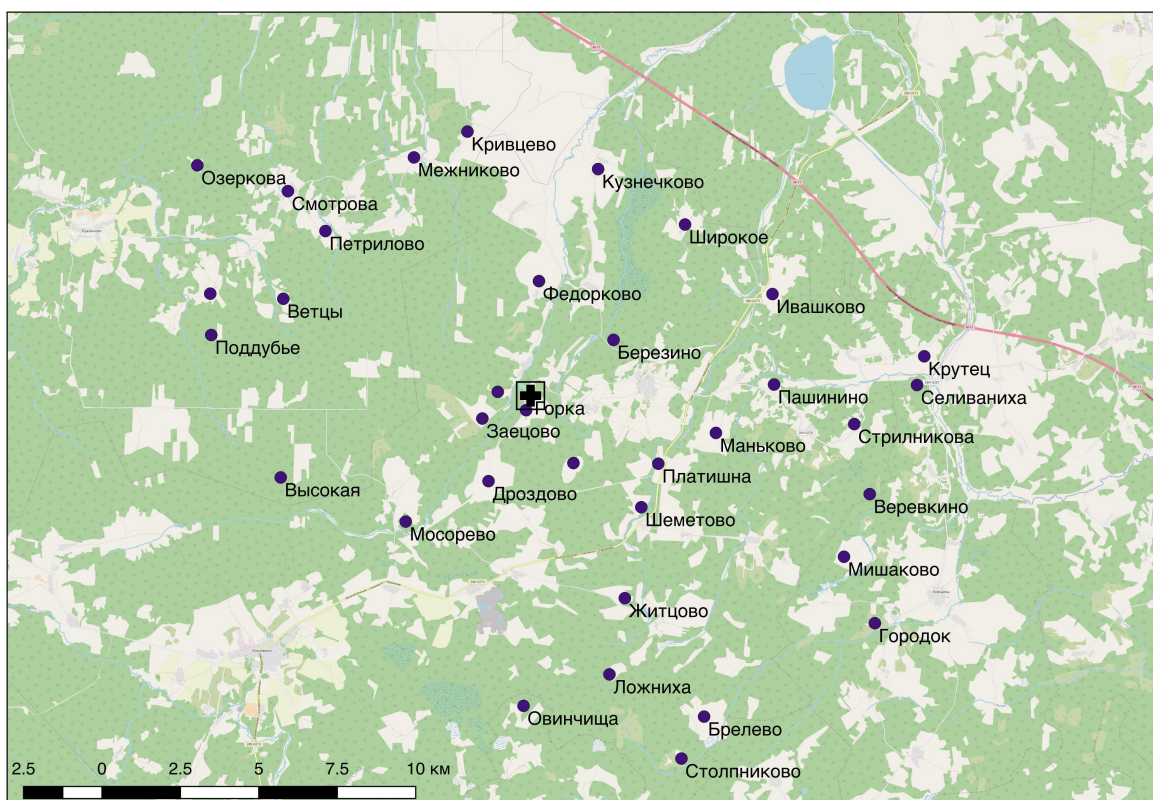 Кривцево
Межниково
Озеркова
Кузнечково
Смотрова
Петрилово
Широкое
Федорково
Ветцы
Ивашково
Поддубье
Березино
Крутец
Пашинино
Селиваниха
Горка
Заецово
Стрилникова
Маньково
Платишна
Высокая
Дроздово
Веревкино
Шеметово
Мосорево
Мишаково
Житцово
Городок
Ложниха
Овинчища
Брелево
Столпниково
2.5 0 2.5 5 7.5 10 км